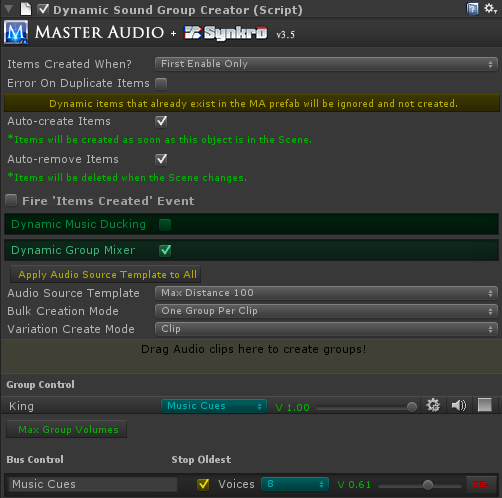 Dynamic Sound Group Creator (Script)
MASTER AUDIO + Synkro v3.5
Items Created When? First Enable Only
Error On Duplicate Items
Dynamic items that already exist in the MA prefab will be ignored and not created.
Auto-create Items
*Items will be created as soon as this object is in the Scene.
Auto-remove Items
*Items will be deleted when the Scene changes.
Fire 'Items Created' Event
Dynamic Music Ducking
Dynamic Group Mixer
Apply Audio Source Template to All
Audio Source Template Max Distance 100
Bulk Creation Mode One Group Per Clip
Variation Create Mode Clip
Drag Audio clips here to create groups!
Group Control
King Music Cues V 1.00
Max Group Volumes
Bus Control Stop Oldest
Music Cues Voices 8 V 0.61